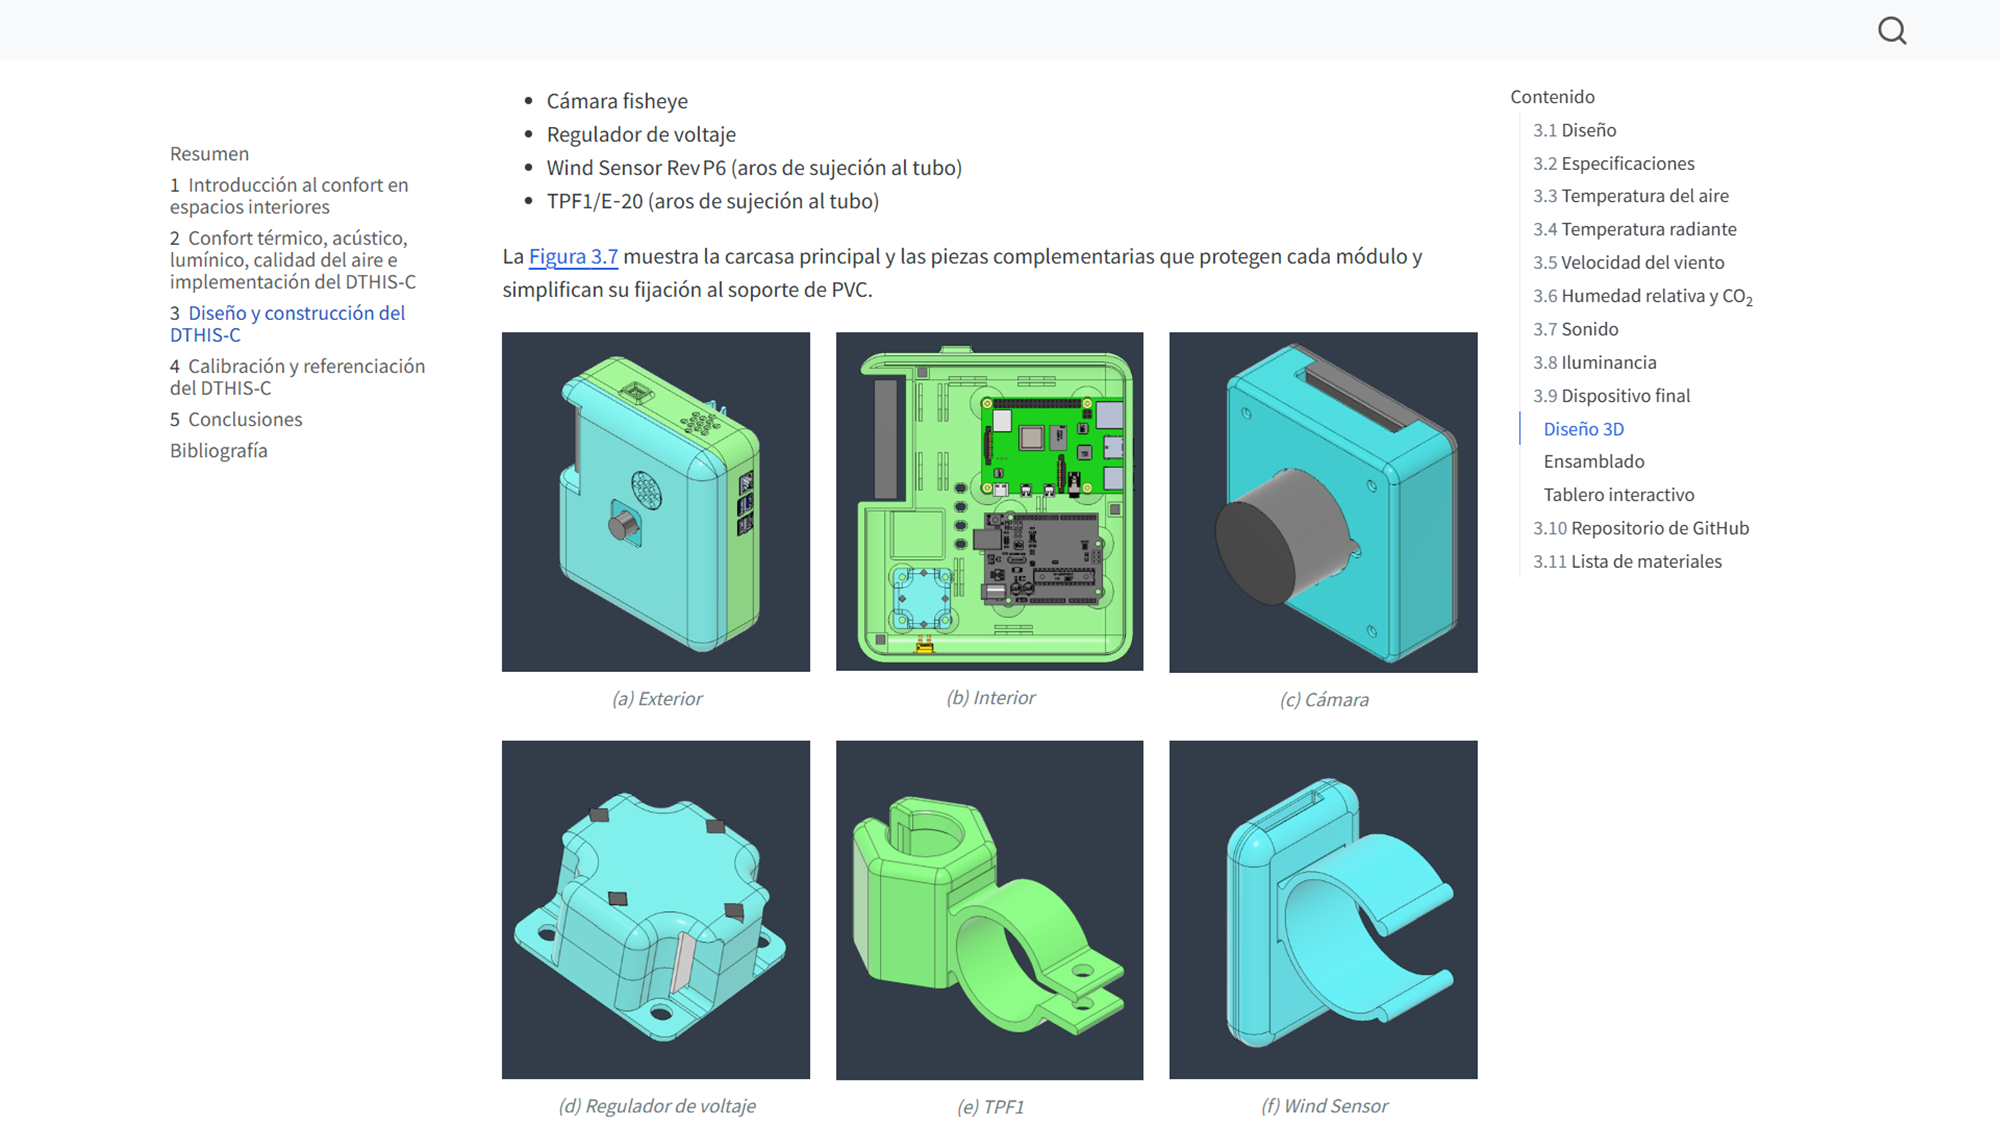 Resumen
1 Introducción al confort en
espacios interiores
2 Confort térmico, acústico,
lumínico, calidad del aire e
implementación del DTHIS-C
3 Diseño y construcción del
DTHIS-C
4 Calibración y referenciación
del DTHIS-C
5 Conclusiones
Bibliografía
• Cámara fisheye
• Regulador de voltaje
• Wind Sensor Rev P6 (aros de sujeción al tubo)
• TPF1/E-20 (aros de sujeción al tubo)
La Figura 3.7 muestra la carcasa principal y las piezas complementarias que protegen cada módulo y
simplifican su fijación al soporte de PVC.
(a) Exterior
(b) Interior
(c) Cámara
(d) Regulador de voltaje
(e) TPF1
(f) Wind Sensor
Contenido
3.1 Diseño
3.2 Especificaciones
3.3 Temperatura del aire
3.4 Temperatura radiante
3.5 Velocidad del viento
3.6 Humedad relativa y CO₂
3.7 Sonido
3.8 Iluminancia
3.9 Dispositivo final
Diseño 3D
Ensamblado
Tablero interactivo
3.10 Repositorio de GitHub
3.11 Lista de materiales